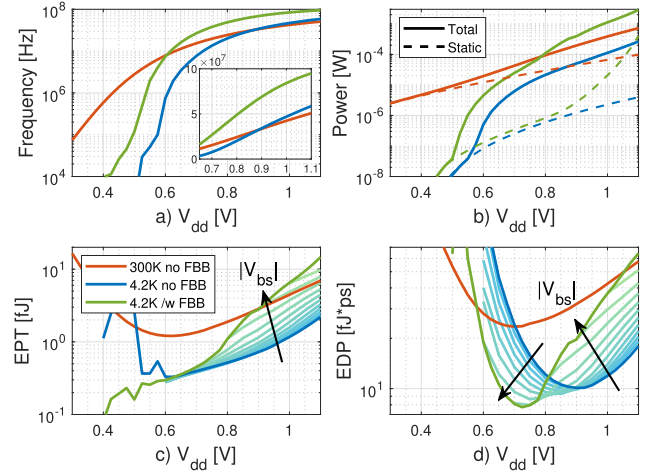 10^8
10^6
10^4
Frequency [Hz]
0.4 0.6 0.8 1
a) V_dd [V]
× 10^7
10
5
0
0.7 0.8 0.9 1 1.1
10^-4
10^-6
10^-8
Power [W]
Total
Static
0.4 0.6 0.8 1
b) V_dd [V]
10^1
10^0
10^-1
EPT [fJ]
300K no FBB
4.2K no FBB
4.2K /w FBB
|V_bs|
0.4 0.6 0.8 1
c) V_dd [V]
10^1
EDP [fJ*ps]
|V_bs|
0.4 0.6 0.8 1
d) V_dd [V]